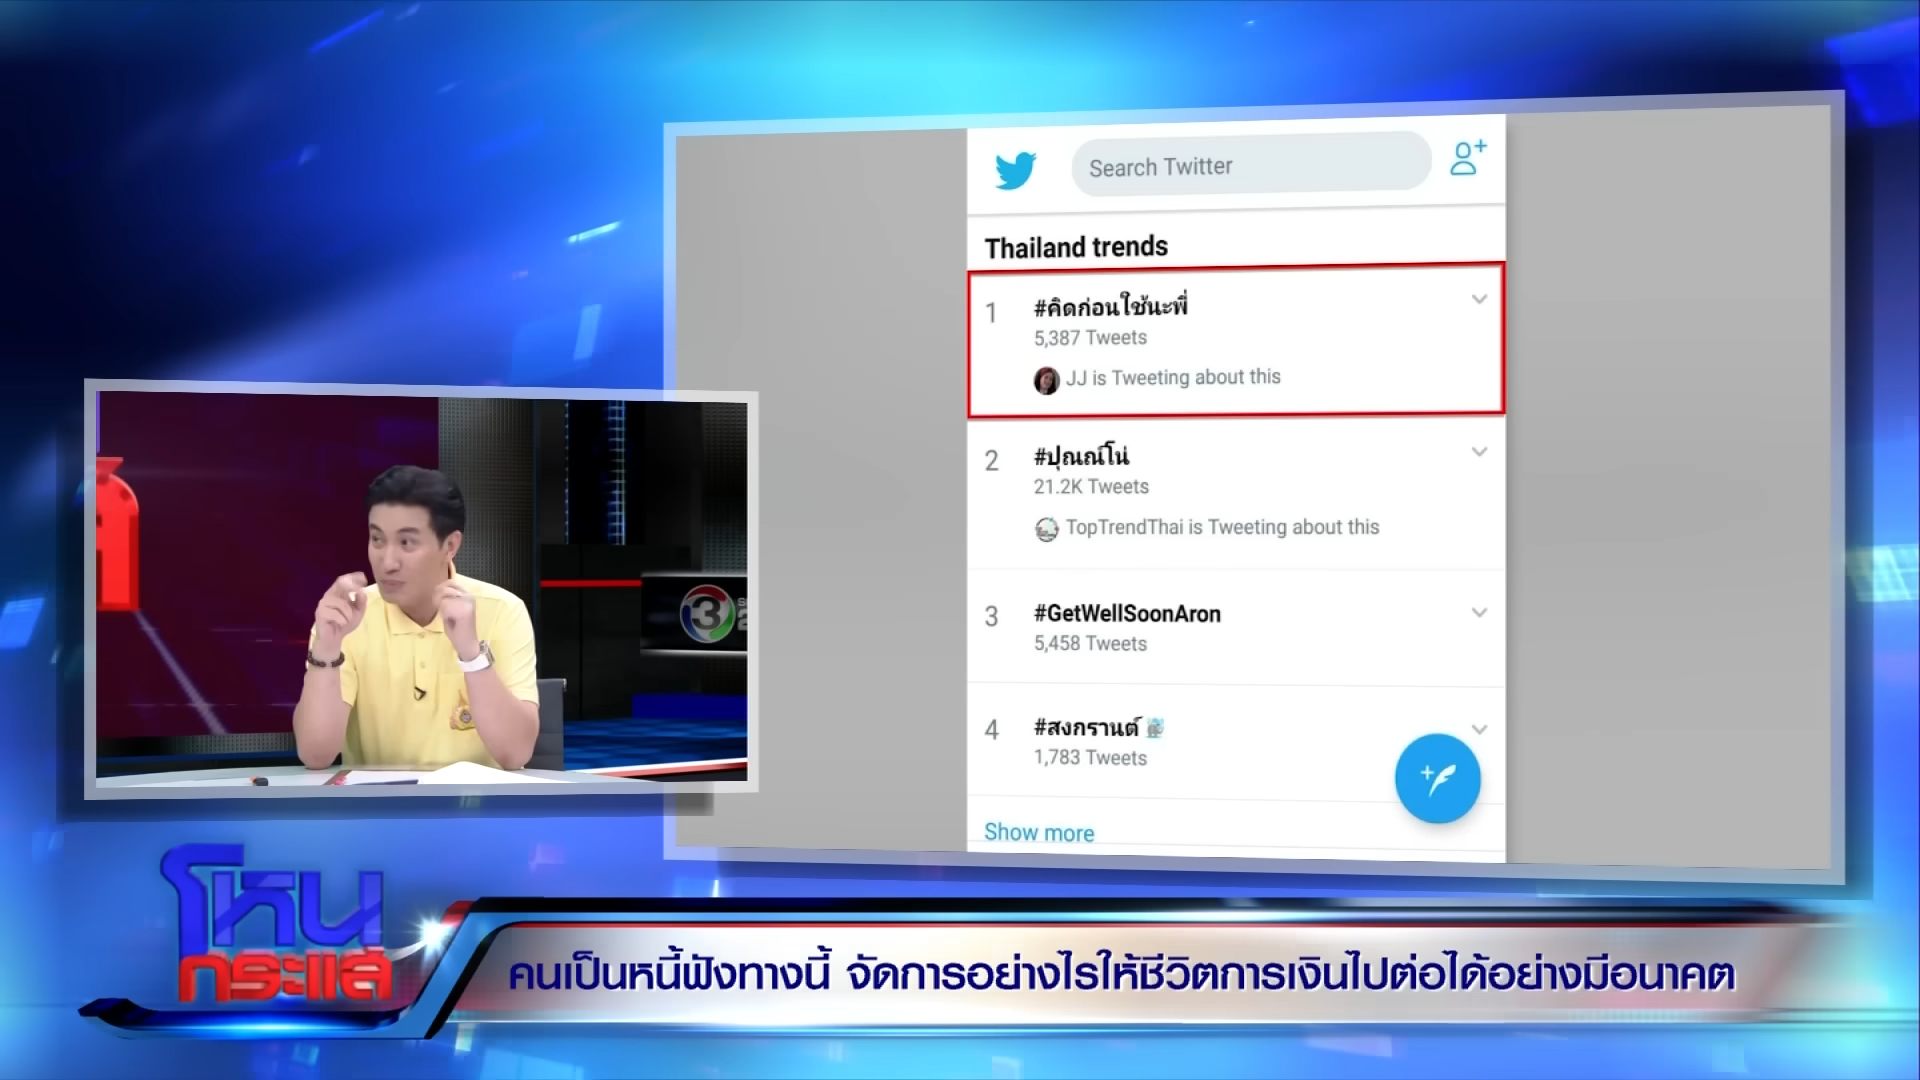 Search Twitter
Thailand trends
1
#คิดก่อนใช้นะพี่
5,387 Tweets
JJ is Tweeting about this
2
#ปุณณ์โน่
21.2K Tweets
TopTrendThai is Tweeting about this
3
#GetWellSoonAron
5,458 Tweets
4
#สงกรานต์
1,783 Tweets
Show more
3
โหน
กระแส
คนเป็นหนี้ฟังทางนี้ จัดการอย่างไรให้ชีวิตการเงินไปต่อได้อย่างมีอนาคต